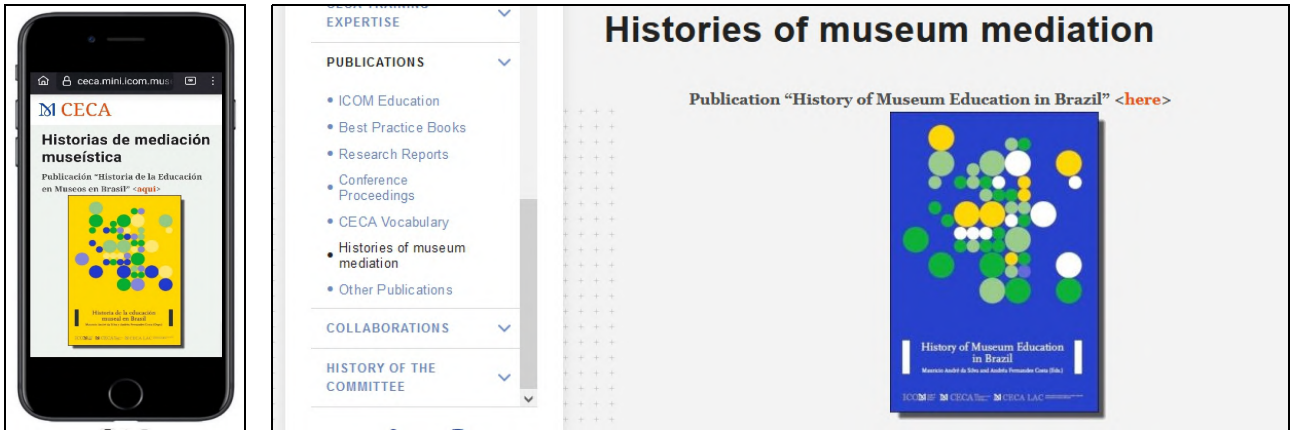 ceca.mini.icom.mus
CECA
Historias de mediación
museística
Publicación “Historia de la Educación
en Museos en Brasil” <aquí>
Historia de la educación
museal en Brasil
EXPERTISE
PUBLICATIONS
• ICOM Education
• Best Practice Books
• Research Reports
• Conference
Proceedings
• CECA Vocabulary
• Histories of museum
mediation
• Other Publications
COLLABORATIONS
HISTORY OF THE
COMMITTEE
Histories of museum mediation
Publication “History of Museum Education in Brazil” <here>
History of Museum Education
in Brazil
Mauricio André da Silva and Andréa Fernandes Costa (Eds.)
ICOM CECA CECA LAC